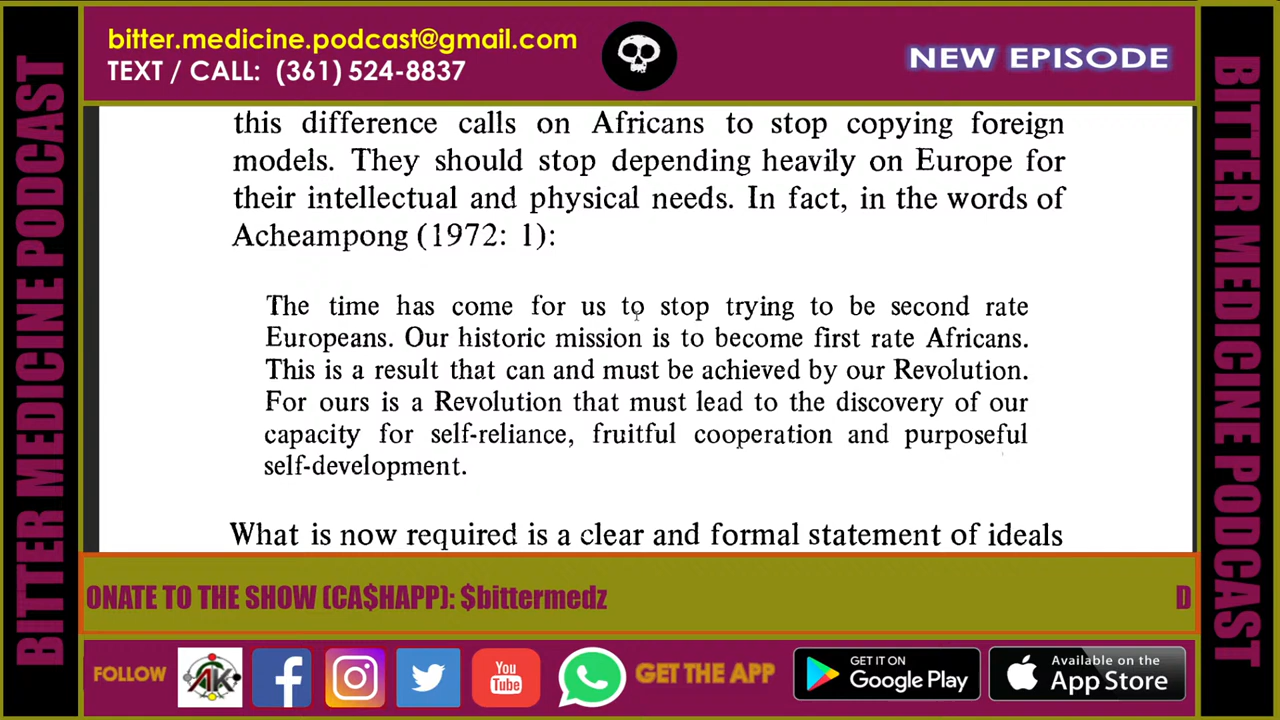 bitter.medicine.podcast@gmail.com
TEXT / CALL: (361) 524-8837
NEW EPISODE
BITTER MEDICINE PODCAST
this difference calls on Africans to stop copying foreign
models. They should stop depending heavily on Europe for
their intellectual and physical needs. In fact, in the words of
Acheampong (1972: 1):
The time has come for us to stop trying to be second rate
Europeans. Our historic mission is to become first rate Africans.
This is a result that can and must be achieved by our Revolution.
For ours is a Revolution that must lead to the discovery of our
capacity for self-reliance, fruitful cooperation and purposeful
self-development.
What is now required is a clear and formal statement of ideals
BITTER MEDICINE PODCAST
ONATE TO THE SHOW (CA$HAPP): $bittermedz D
FOLLOW
ATK
You
Tube
GET THE APP
GET IT ON
Google Play
Available on the
App Store